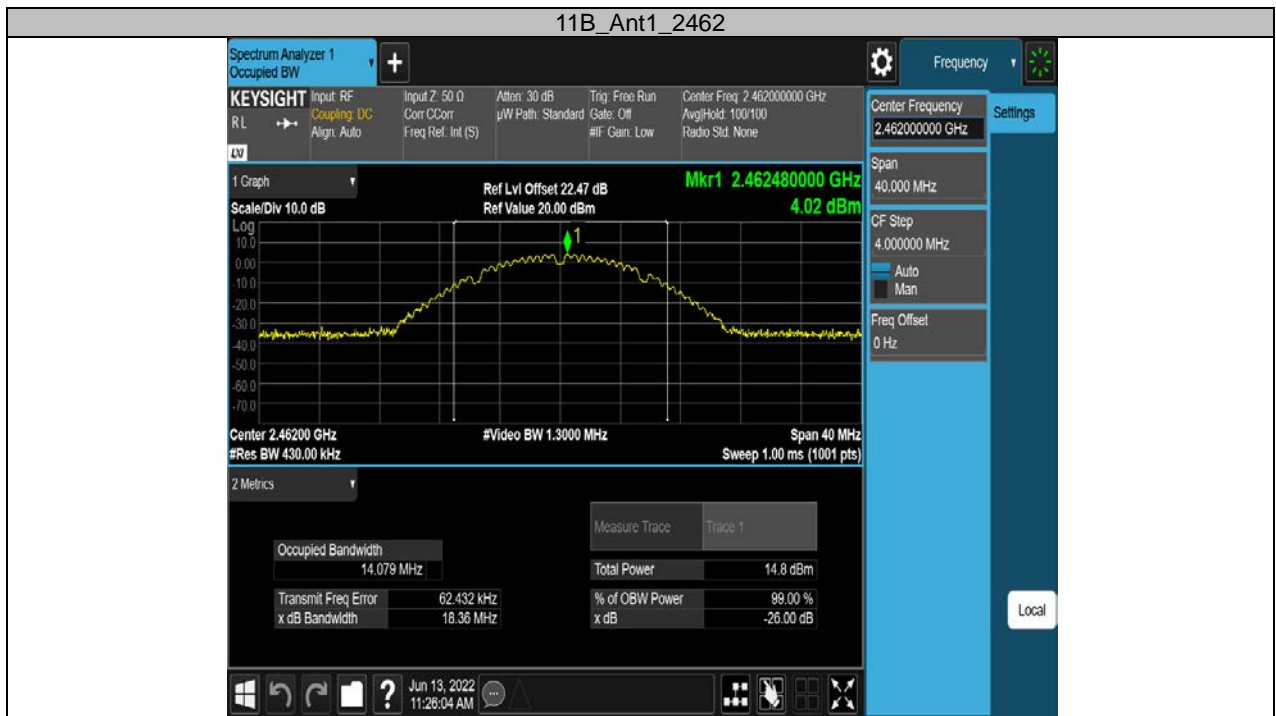 11B_Ant1_2462
Spectrum Analyzer 1
Occupied BW
+
Frequency
KEYSIGHT
RL
LXI
Input: RF
Coupling: DC
Align: Auto
Input Z: 50 Ω
Corr CCorr
Freq Ref: Int (S)
Atten: 30 dB
µW Path: Standard
Trig: Free Run
Gate: Off
#IF Gain: Low
Center Freq: 2.462000000 GHz
Avg|Hold: 100/100
Radio Std: None
Center Frequency
2.462000000 GHz
Settings
Span
40.000 MHz
CF Step
4.000000 MHz
Auto
Man
Freq Offset
0 Hz
Local
1 Graph
Scale/Div 10.0 dB
Ref Lvl Offset 22.47 dB
Ref Value 20.00 dBm
Mkr1 2.462480000 GHz
4.02 dBm
Log
10.0
0.00
-10.0
-20.0
-30.0
-40.0
-50.0
-60.0
-70.0
1
Center 2.46200 GHz
#Video BW 1.3000 MHz
Span 40 MHz
#Res BW 430.00 kHz
Sweep 1.00 ms (1001 pts)
2 Metrics
Measure Trace
Trace 1
Occupied Bandwidth
14.079 MHz
Total Power
14.8 dBm
Transmit Freq Error
62.432 kHz
% of OBW Power
99.00 %
x dB Bandwidth
18.36 MHz
x dB
-26.00 dB
?
Jun 13, 2022
11:26:04 AM